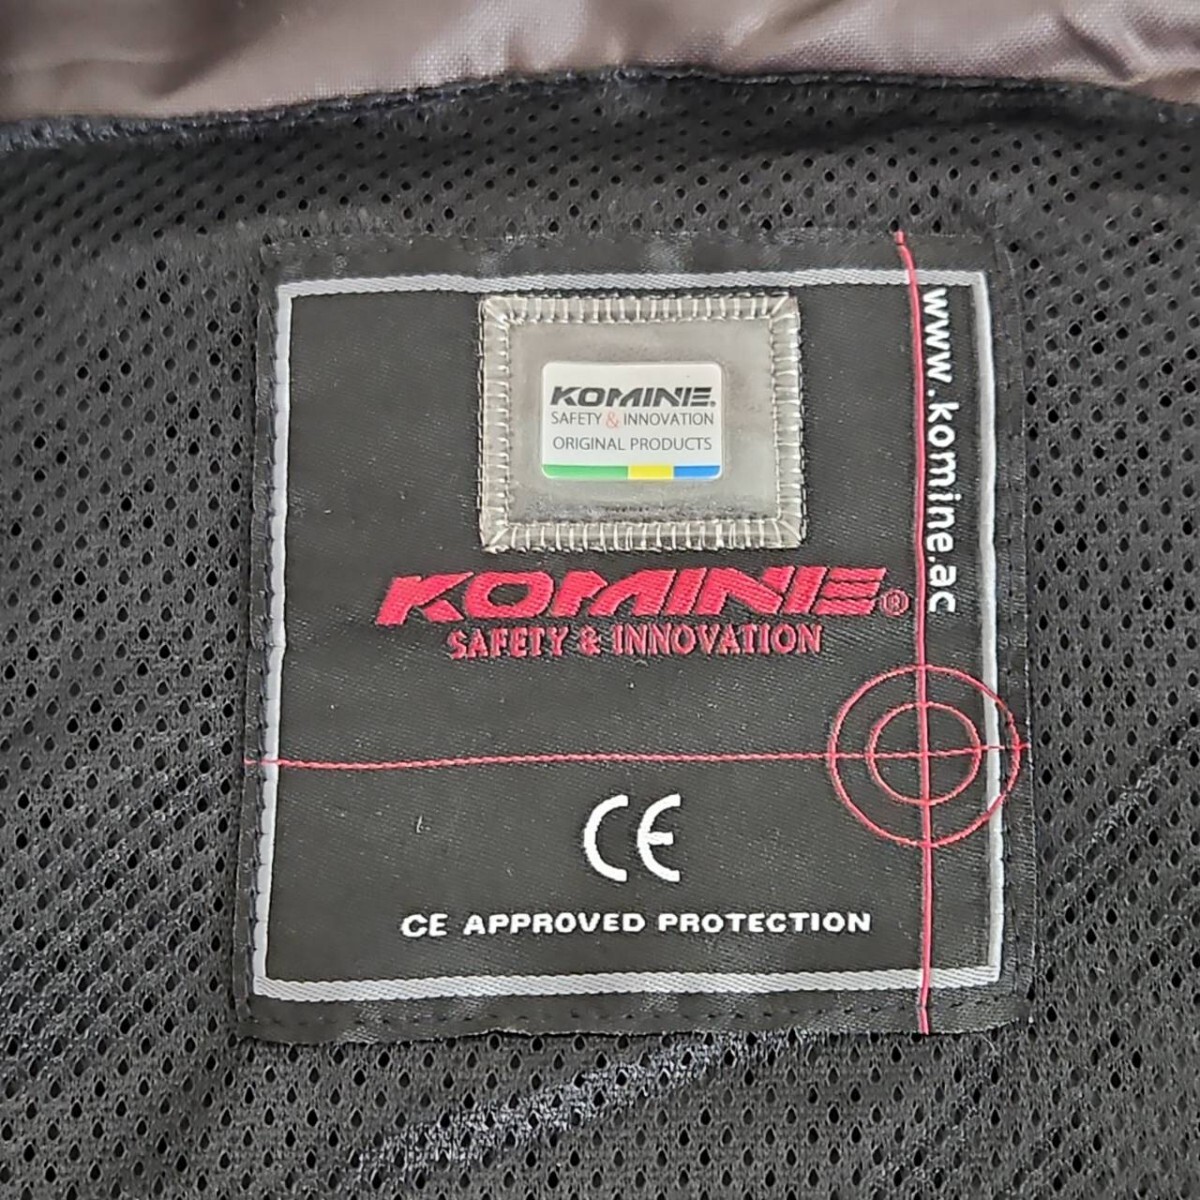 KOMINE®
SAFETY & INNOVATION
ORIGINAL PRODUCTS
KOMINE®
SAFETY & INNOVATION
www.komine.ac
CE
CE APPROVED PROTECTION